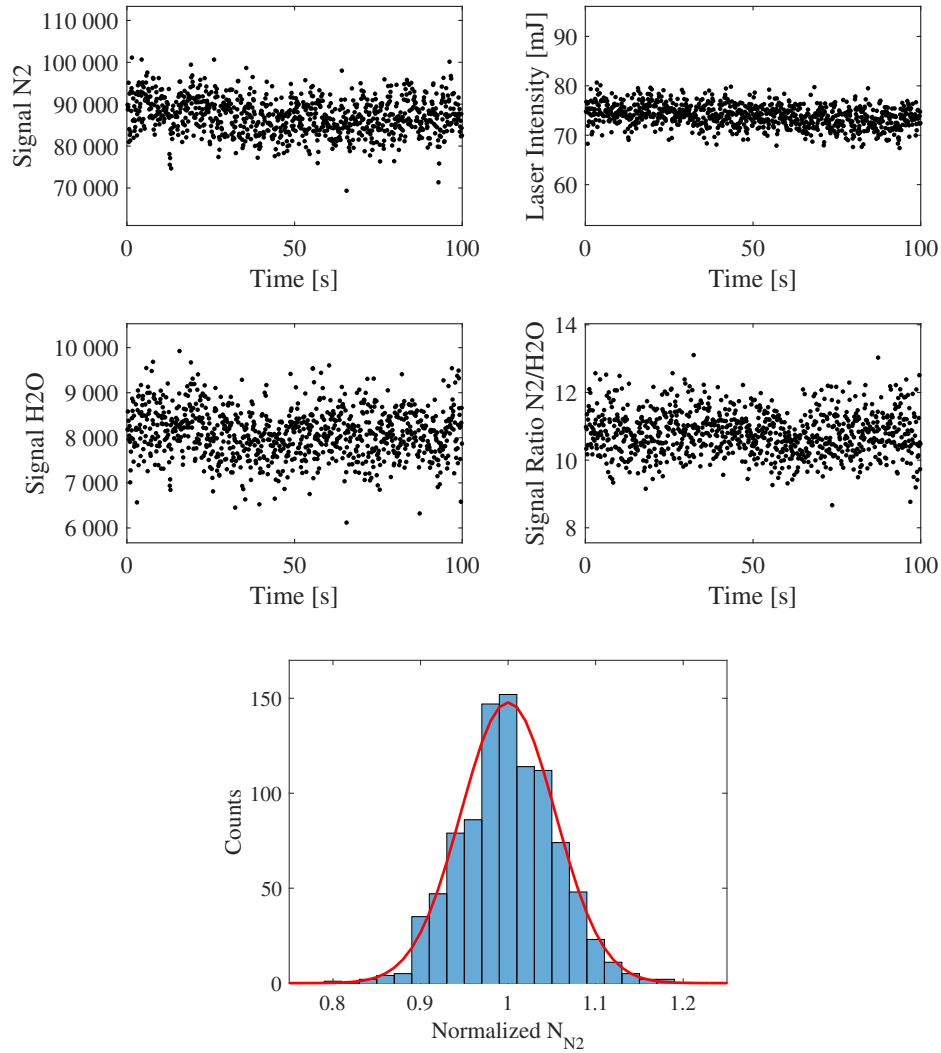 110 000
100 000
90 000
80 000
70 000
Signal N2
0 50 100
Time [s]
90
80
70
60
Laser Intensity [mJ]
0 50 100
Time [s]
10 000
9 000
8 000
7 000
6 000
Signal H2O
0 50 100
Time [s]
14
12
10
8
Signal Ratio N2/H2O
0 50 100
Time [s]
150
100
50
0
Counts
0.8 0.9 1 1.1 1.2
Normalized N_N2